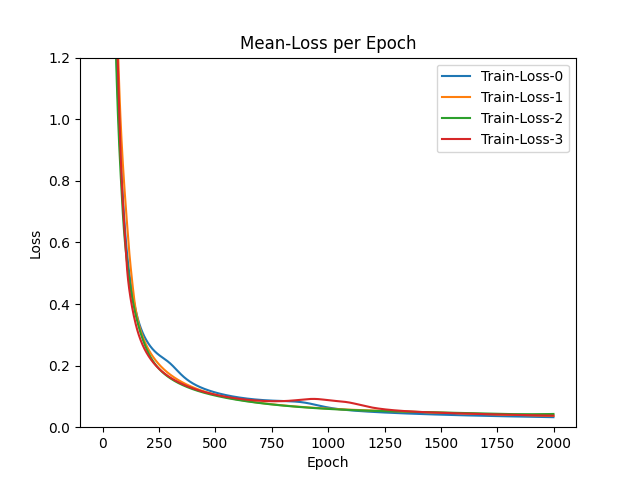 Mean-Loss per Epoch
1.2
1.0
0.8
0.6
0.4
0.2
0.0
Loss
Train-Loss-0
Train-Loss-1
Train-Loss-2
Train-Loss-3
0 250 500 750 1000 1250 1500 1750 2000
Epoch